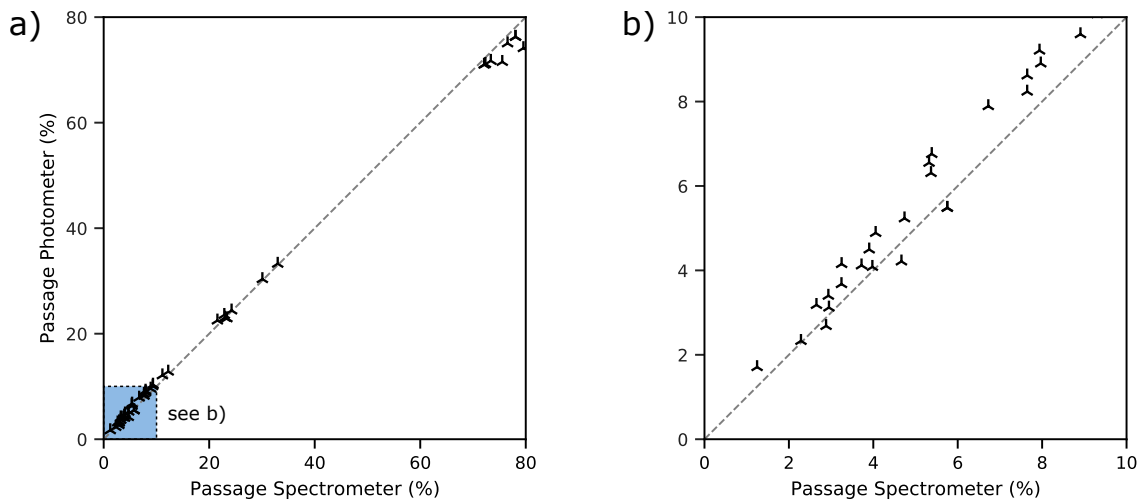 a)
80
60
40
20
0
Passage Photometer (%)
see b)
0 20 40 60 80
Passage Spectrometer (%)
b)
10
8
6
4
2
0
0 2 4 6 8 10
Passage Spectrometer (%)